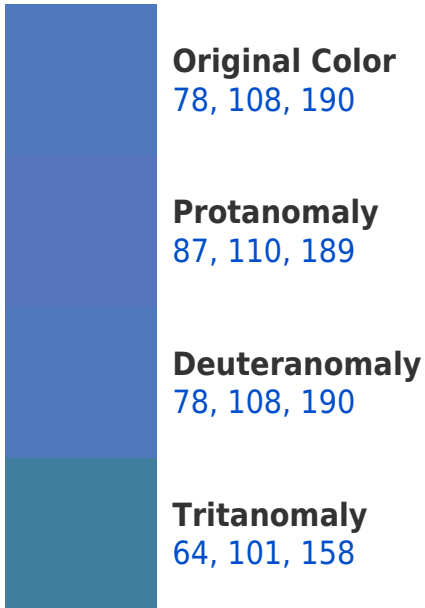 Original Color
78, 108, 190
Protanomaly
87, 110, 189
Deuteranomaly
78, 108, 190
Tritanomaly
64, 101, 158